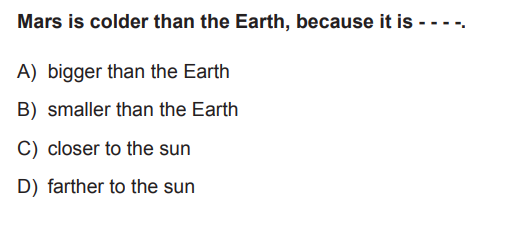 Mars is colder than the Earth, because it is - - - -.
A) bigger than the Earth
B) smaller than the Earth
C) closer to the sun
D) farther to the sun